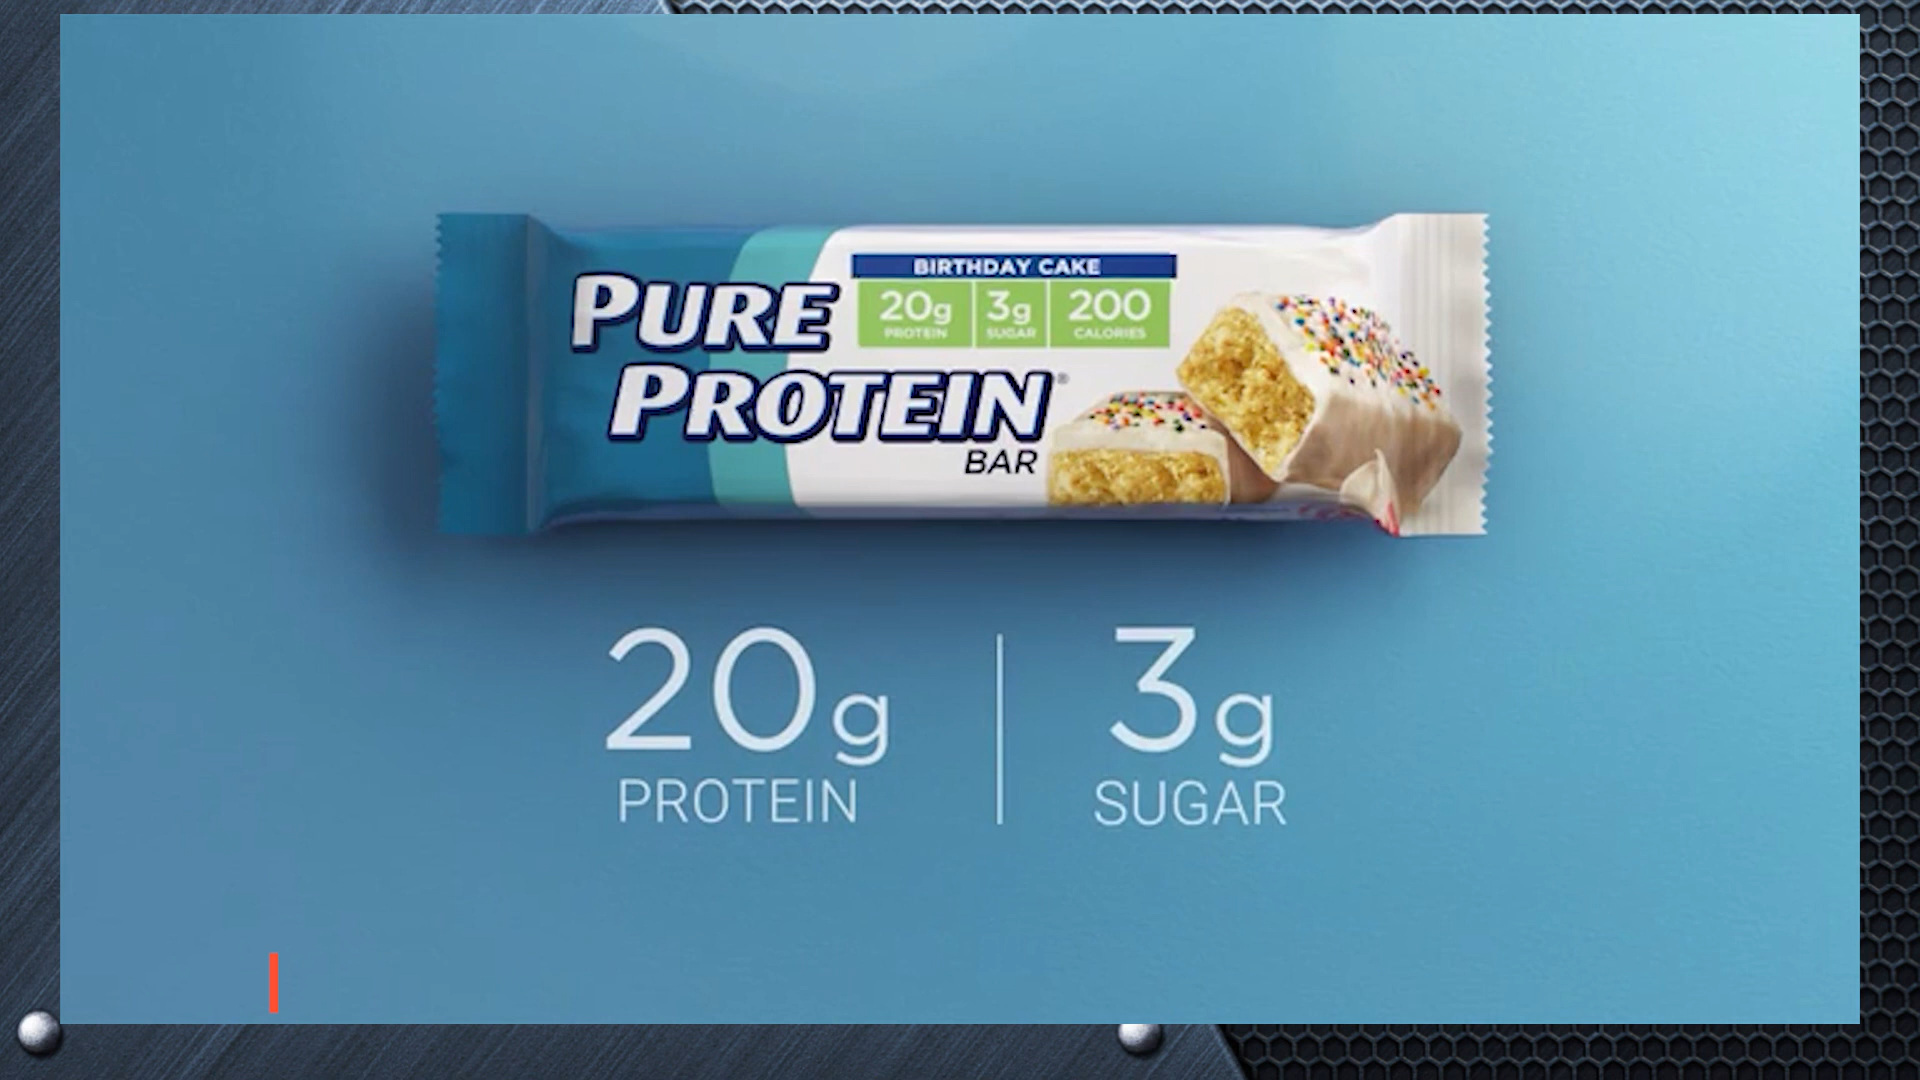 BIRTHDAY CAKE
20g 3g 200
PROTEIN SUGAR CALORIES
PURE
PROTEIN®
BAR
20g 3g
PROTEIN SUGAR